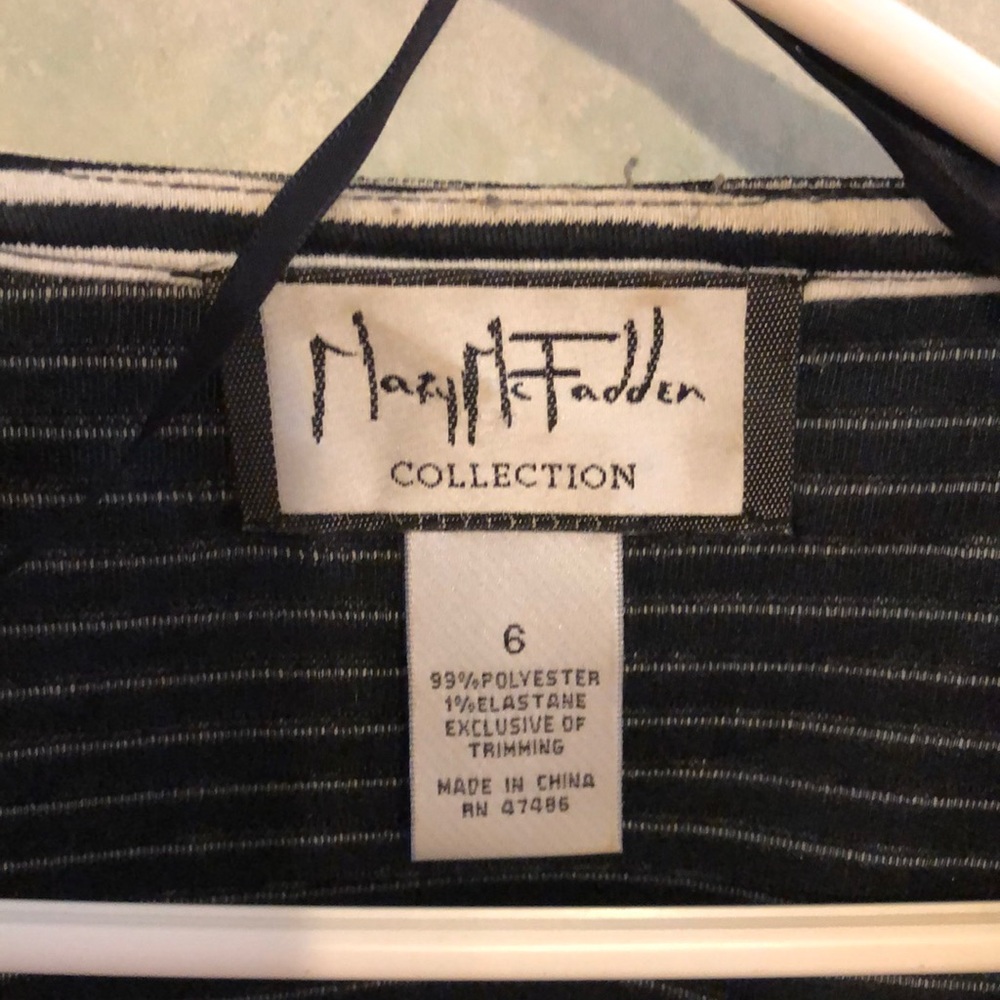 Mary McFadden
COLLECTION
6
99%POLYESTER
1%ELASTANE
EXCLUSIVE OF
TRIMMING
MADE IN CHINA
RN 47486